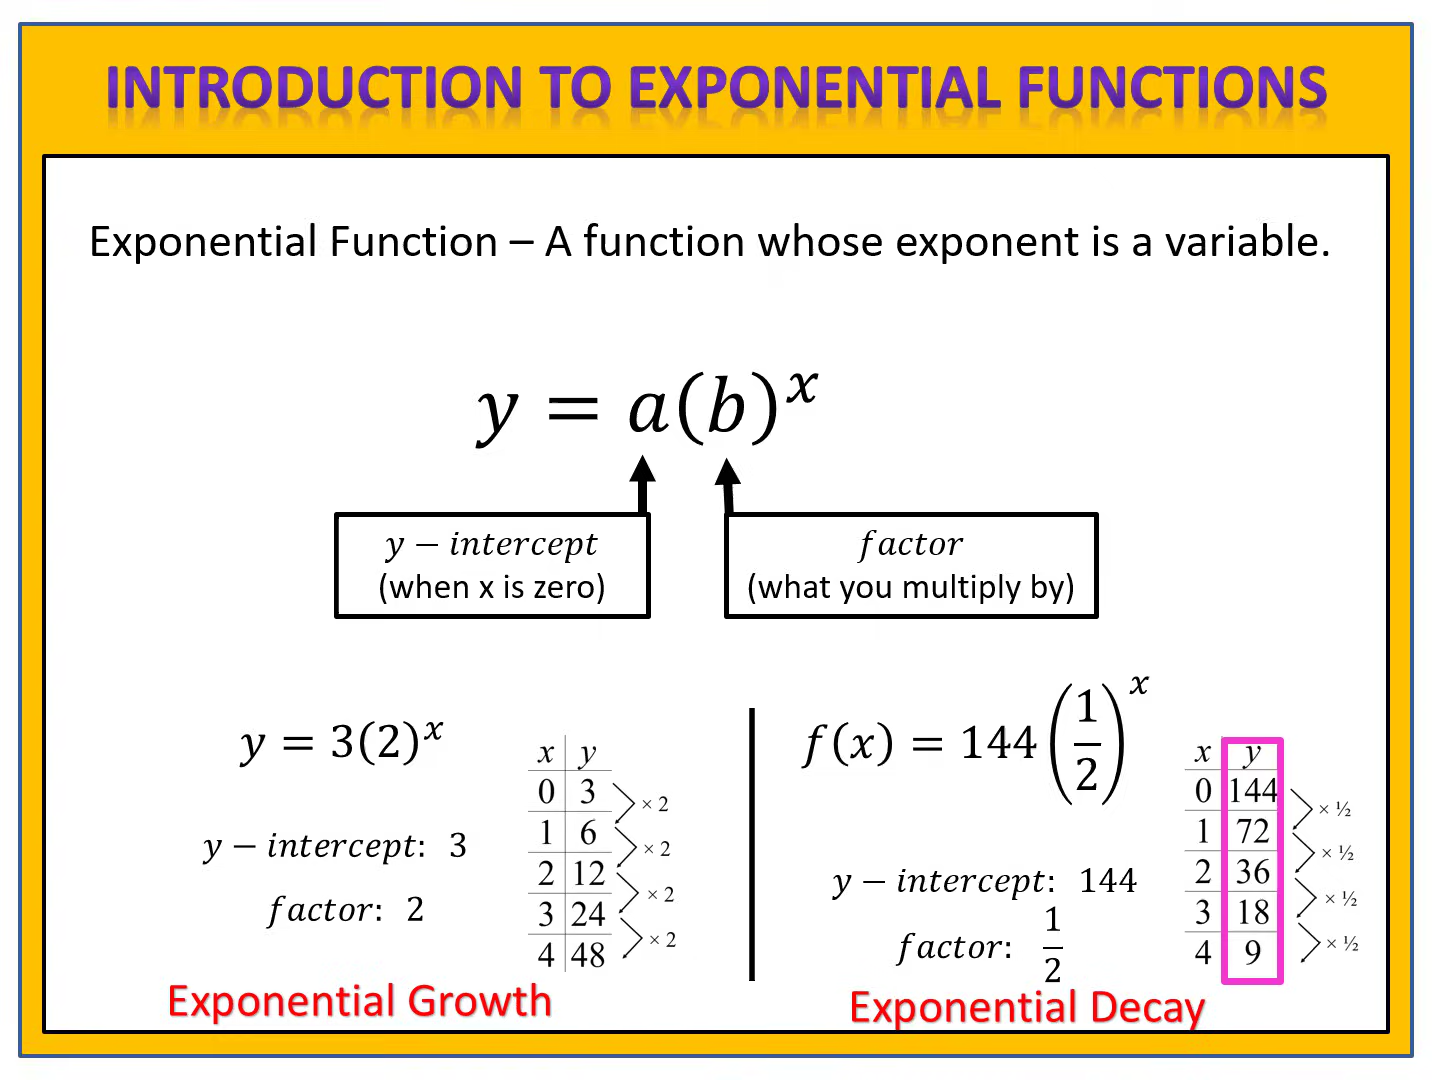 INTRODUCTION TO EXPONENTIAL FUNCTIONS
Exponential Function – A function whose exponent is a variable.
y = a(b)^x
y − intercept
(when x is zero)
factor
(what you multiply by)
y = 3(2)^x
y − intercept: 3
factor: 2
x y
0 3
1 6
2 12
3 24
4 48
× 2
× 2
× 2
× 2
Exponential Growth
f(x) = 144(1/2)^x
y − intercept: 144
factor: 1/2
x y
0 144
1 72
2 36
3 18
4 9
× ½
× ½
× ½
× ½
Exponential Decay